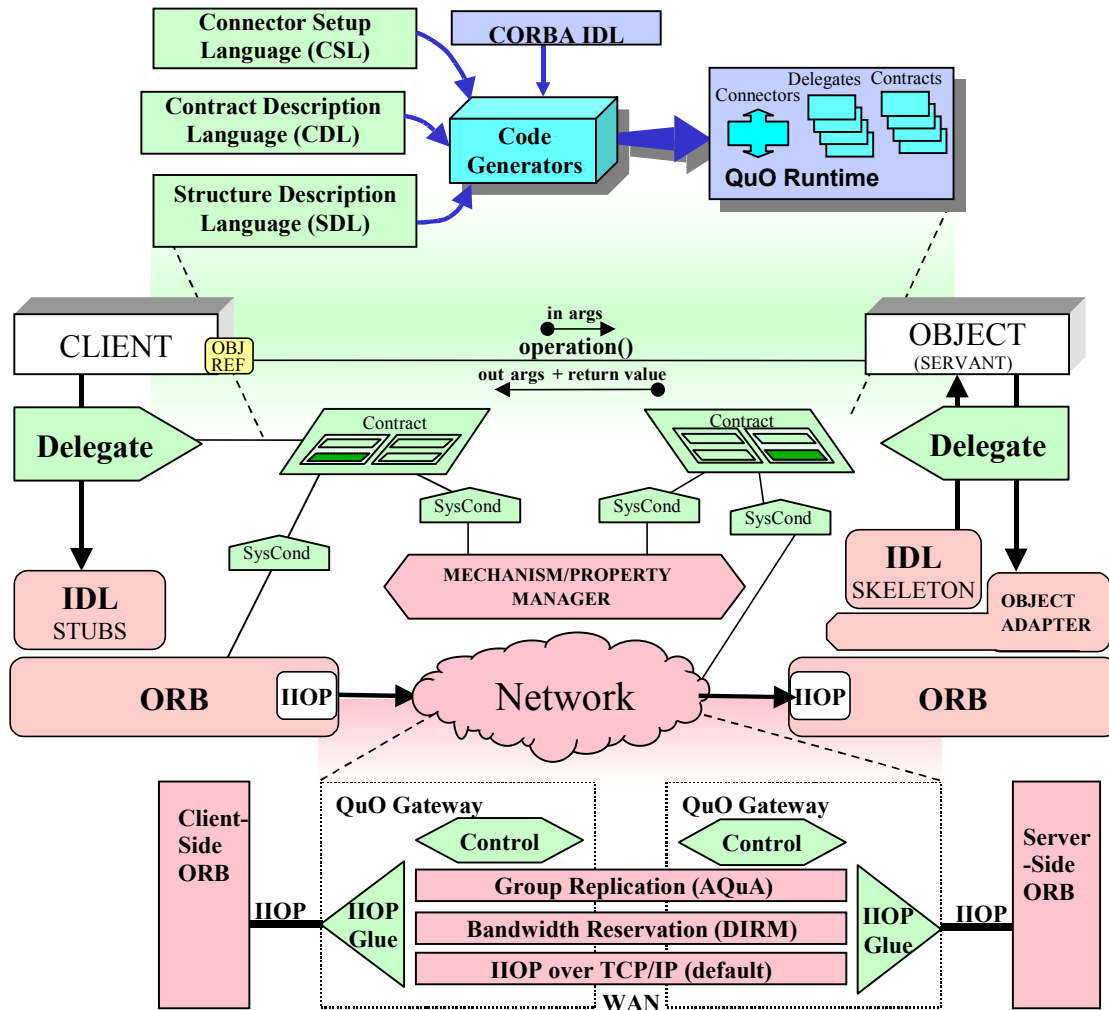 Connector Setup
Language (CSL)
CORBA IDL
Contract Description
Language (CDL)
Structure Description
Language (SDL)
Code
Generators
Delegates
Contracts
Connectors
QuO Runtime
CLIENT
OBJ
REF
in args
operation()
out args + return value
OBJECT
(SERVANT)
Delegate
Contract
Contract
Delegate
SysCond
SysCond
SysCond
SysCond
MECHANISM/PROPERTY
MANAGER
IDL
STUBS
IDL
SKELETON
OBJECT
ADAPTER
ORB
IIOP
Network
IIOP
ORB
Client-
Side
ORB
QuO Gateway
Control
QuO Gateway
Control
Server
-Side
ORB
Group Replication (AQuA)
IIOP
IIOP
Glue
Bandwidth Reservation (DIRM)
IIOP
Glue
IIOP
IIOP over TCP/IP (default)
WAN